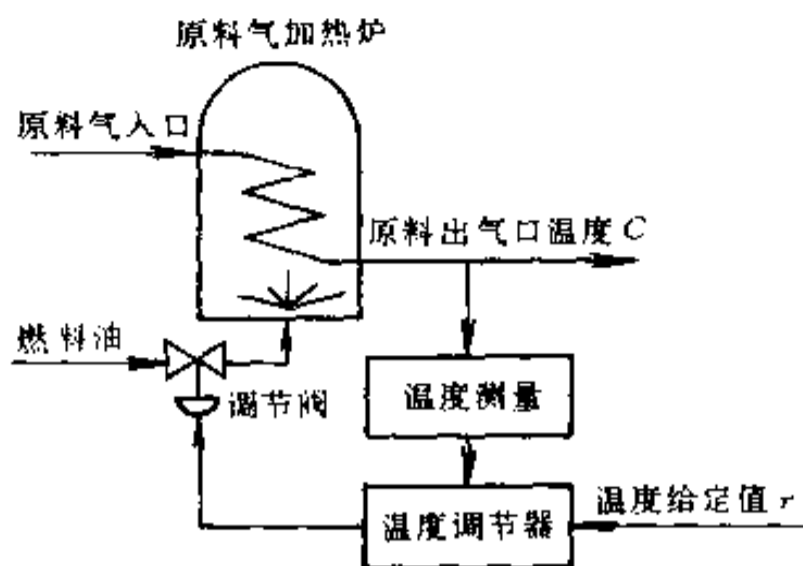 原料气加热炉
原料气入口
原料出气口温度 C
燃料油
调节阀
温度测量
温度给定值 r
温度调节器